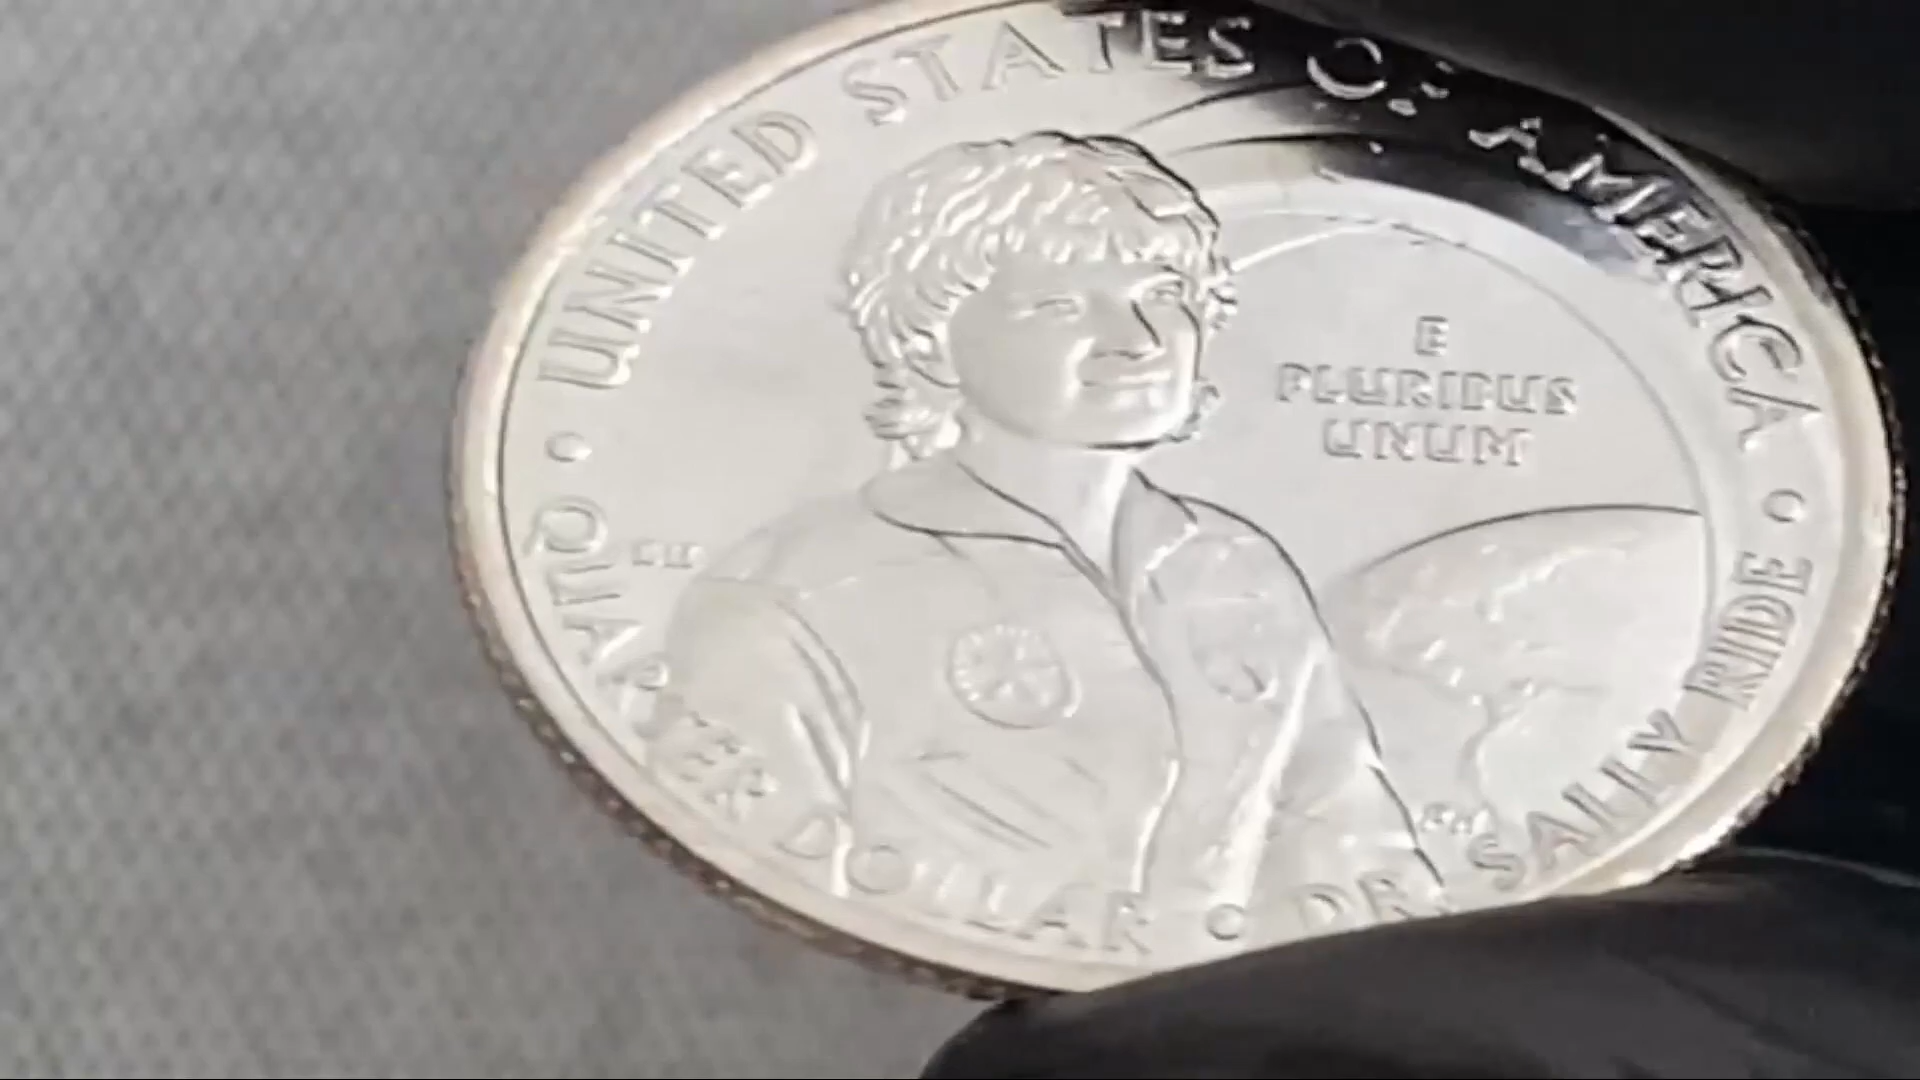 UNITED STATES OF AMERICA
E
PLURIBUS
UNUM
QUARTER DOLLAR
DR. SALLY RIDE